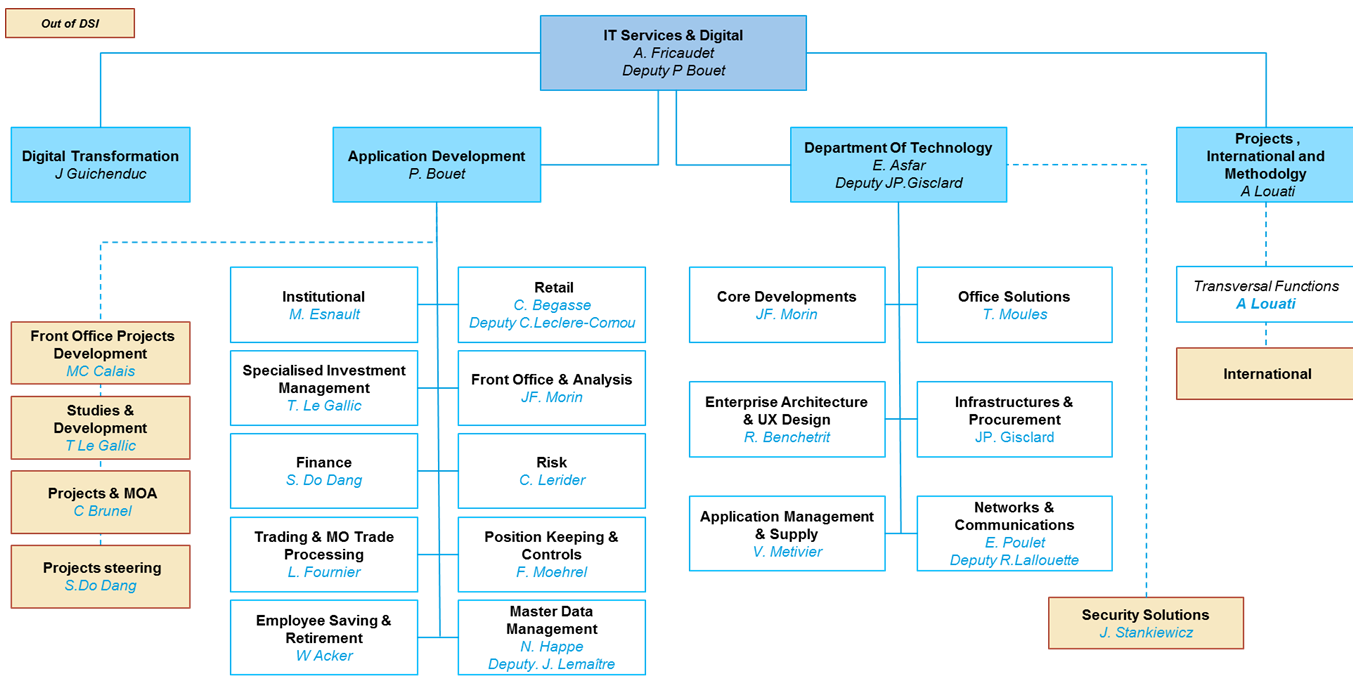 Out of DSI
IT Services & Digital
A. Fricaudet
Deputy P Bouet
Digital Transformation
J Guichenduc
Application Development
P. Bouet
Department Of Technology
E. Asfar
Deputy JP.Gisclard
Projects ,
International and
Methodolgy
A Louati
Front Office Projects
Development
MC Calais
Studies &
Development
T Le Gallic
Projects & MOA
C Brunel
Projects steering
S.Do Dang
Institutional
M. Esnault
Retail
C. Begasse
Deputy C.Leclere-Cornou
Specialised Investment
Management
T. Le Gallic
Front Office & Analysis
JF. Morin
Finance
S. Do Dang
Risk
C. Lerider
Trading & MO Trade
Processing
L. Fournier
Position Keeping &
Controls
F. Moehrel
Employee Saving &
Retirement
W Acker
Master Data
Management
N. Happe
Deputy. J. Lemaître
Core Developments
JF. Morin
Office Solutions
T. Moules
Enterprise Architecture
& UX Design
R. Benchetrit
Infrastructures &
Procurement
JP. Gisclard
Application Management
& Supply
V. Metivier
Networks &
Communications
E. Poulet
Deputy R.Lallouette
Security Solutions
J. Stankiewicz
Transversal Functions
A Louati
International